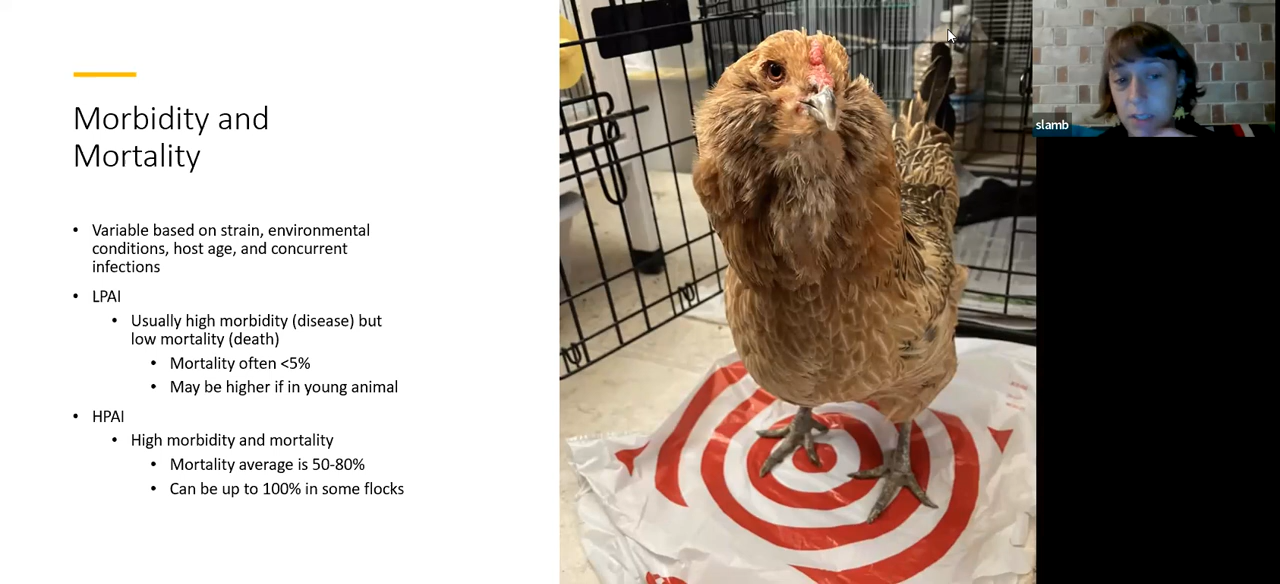 Morbidity and
Mortality
• Variable based on strain, environmental
conditions, host age, and concurrent
infections
• LPAI
• Usually high morbidity (disease) but
low mortality (death)
• Mortality often <5%
• May be higher if in young animal
• HPAI
• High morbidity and mortality
• Mortality average is 50-80%
• Can be up to 100% in some flocks
slamb